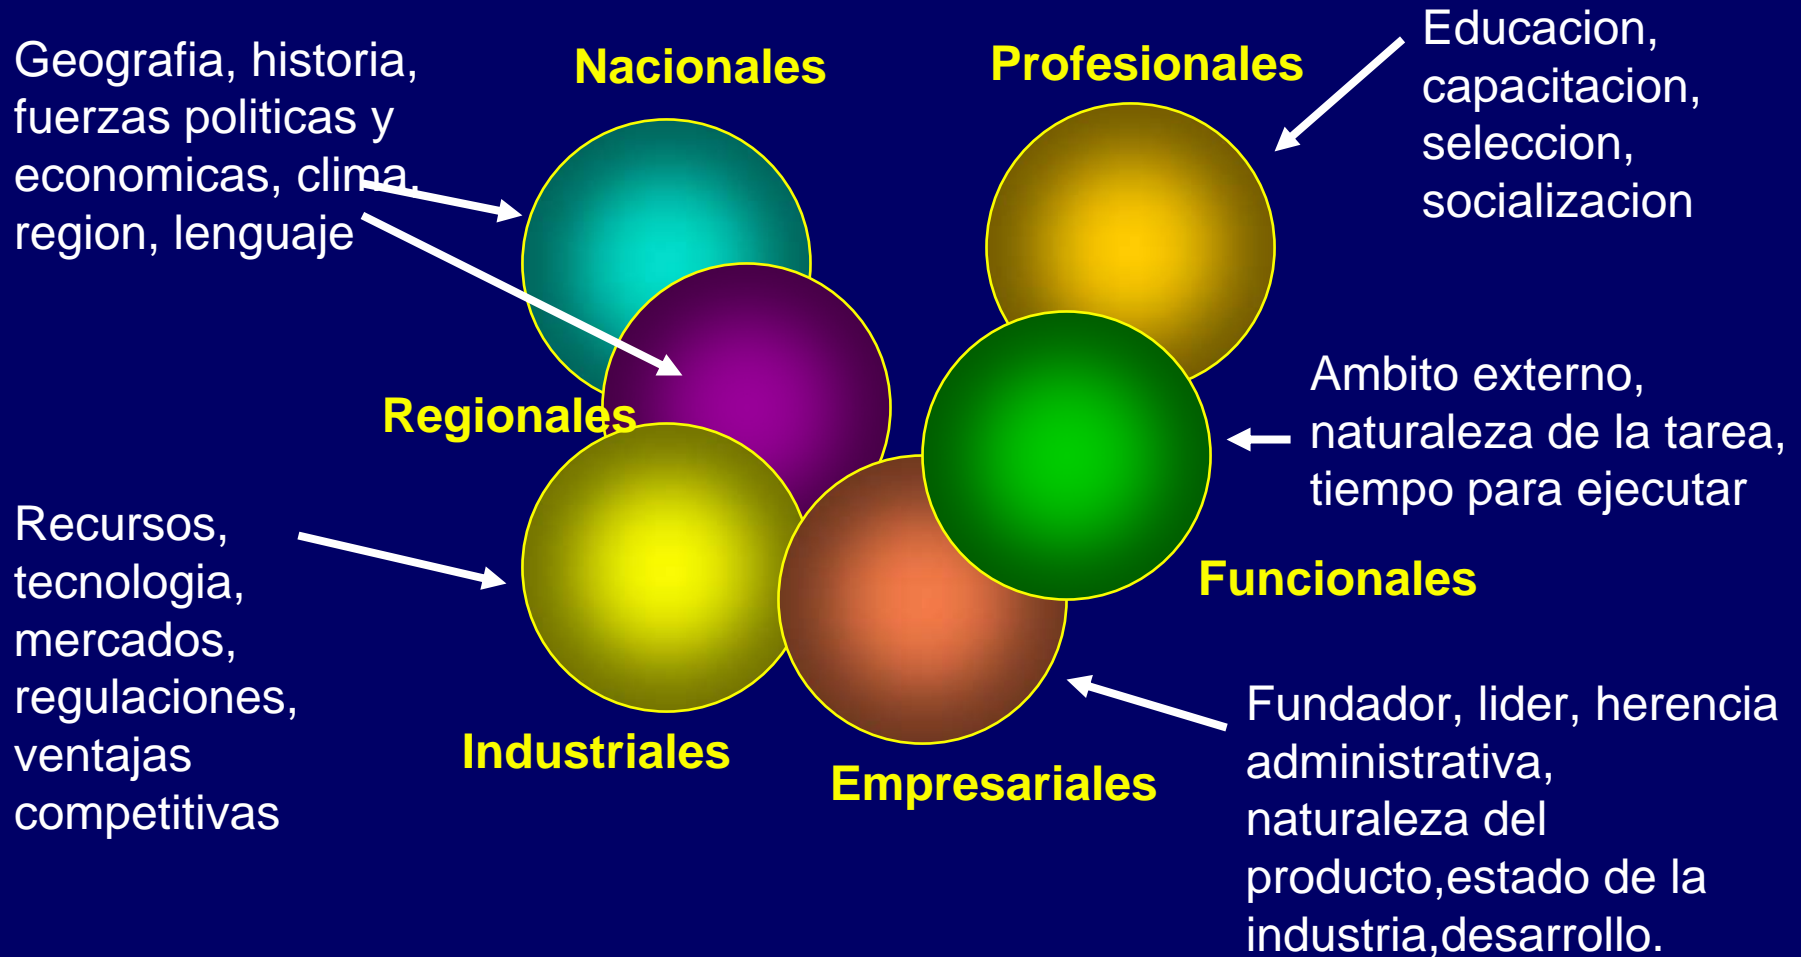 Geografia, historia,
fuerzas politicas y
economicas, clima,
region, lenguaje
Nacionales
Profesionales
Educacion,
capacitacion,
seleccion,
socializacion
Regionales
Ambito externo,
naturaleza de la tarea,
tiempo para ejecutar
Funcionales
Recursos,
tecnologia,
mercados,
regulaciones,
ventajas
competitivas
Industriales
Empresariales
Fundador, lider, herencia
administrativa,
naturaleza del
producto,estado de la
industria,desarrollo.